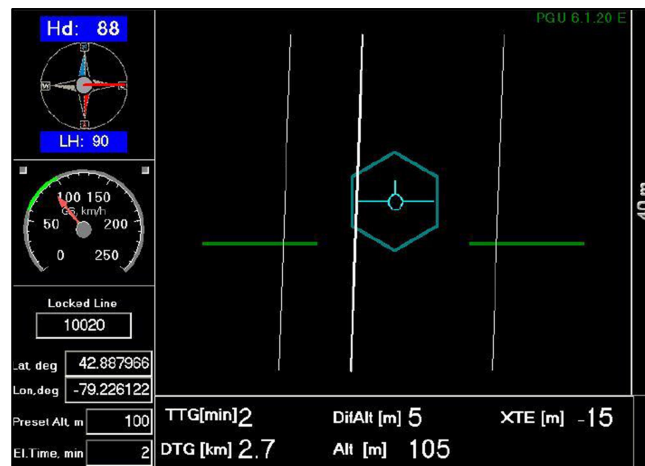 Hd: 88
PGU 6.1.20 E
N
W
LH: 90
100 150
GS, km/h
50
200
0
250
40 m
Locked Line
10020
Lat, deg 42.887966
Lon,deg -79.226122
Preset Alt, m 100
El.Time, min 2
TTG[min]2
DifAlt [m] 5
XTE [m] -15
DTG [km] 2.7
Alt [m] 105